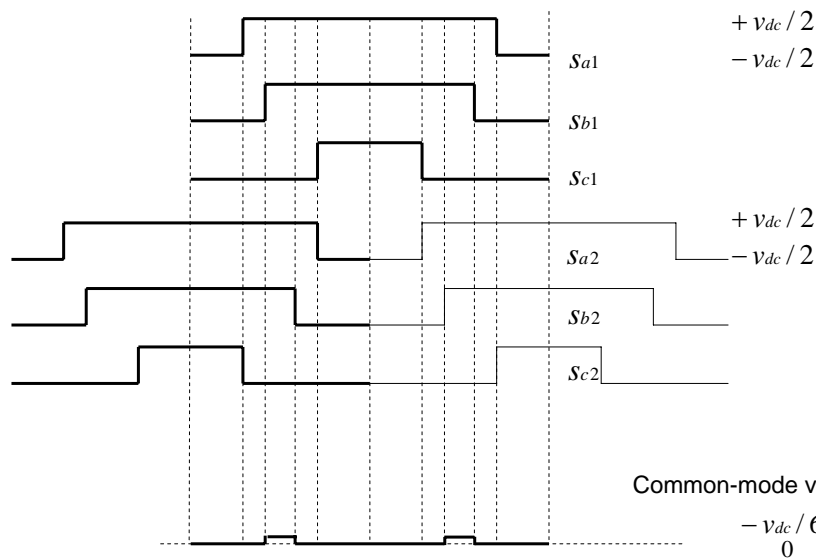 + vdc / 2
sa1
− vdc / 2
sb1
sc1
+ vdc / 2
sa2
− vdc / 2
sb2
sc2
Common-mode v
− vdc / 6
0